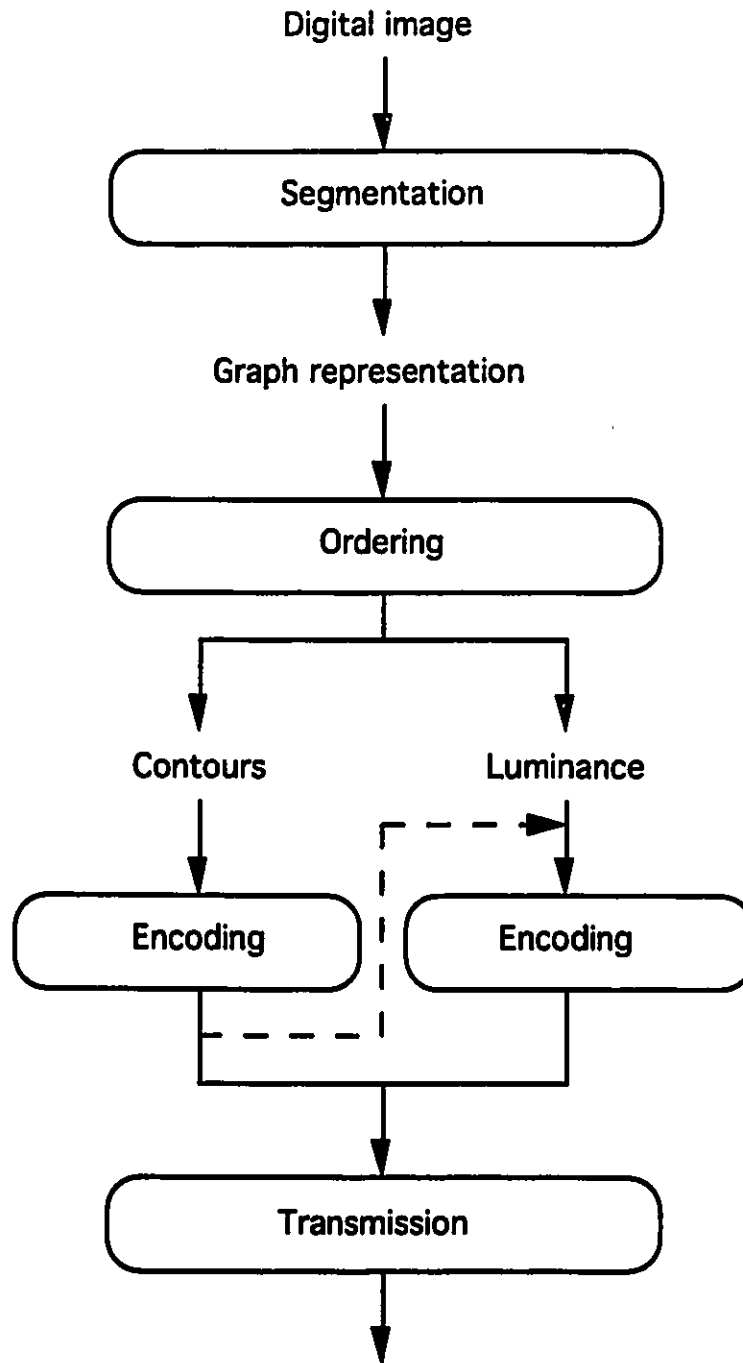 Digital image
Segmentation
Graph representation
Ordering
Contours
Luminance
Encoding
Encoding
Transmission